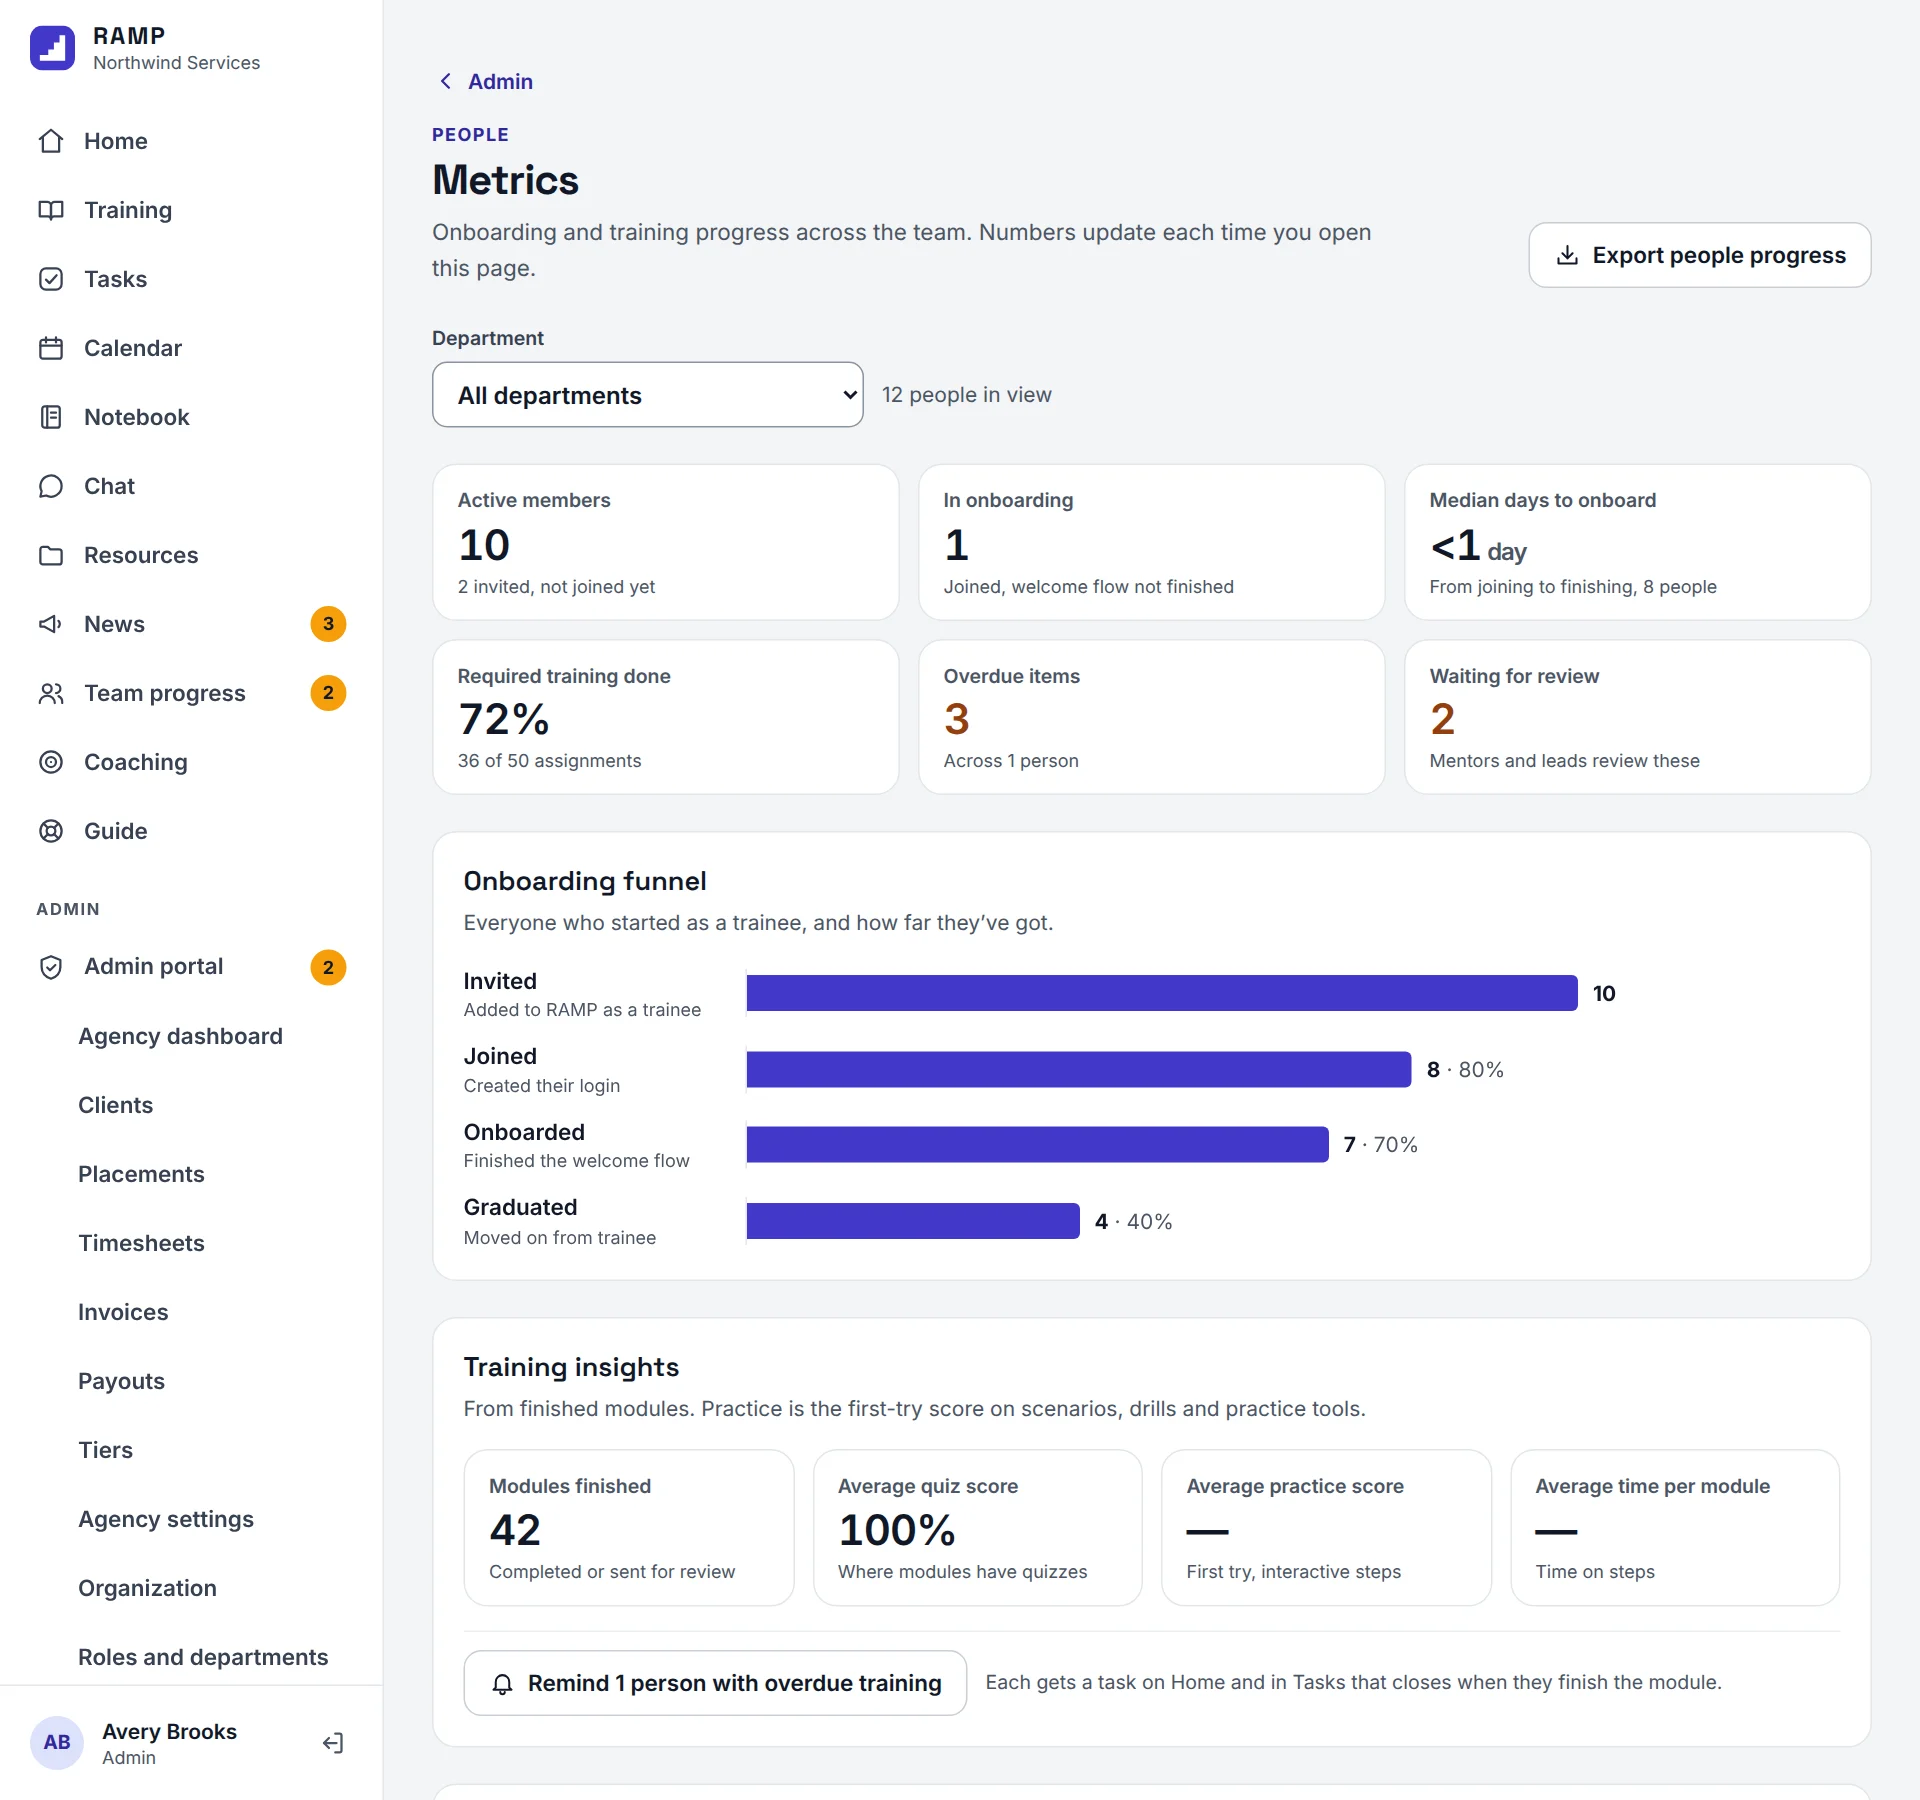 RAMP
Northwind Services
Home
Training
Tasks
Calendar
Notebook
Chat
Resources
News 3
Team progress 2
Coaching
Guide
ADMIN
Admin portal 2
Agency dashboard
Clients
Placements
Timesheets
Invoices
Payouts
Tiers
Agency settings
Organization
Roles and departments
AB
Avery Brooks
Admin
Admin
PEOPLE
Metrics
Onboarding and training progress across the team. Numbers update each time you open
this page.
Export people progress
Department
All departments
12 people in view
Active members
10
2 invited, not joined yet
In onboarding
1
Joined, welcome flow not finished
Median days to onboard
<1 day
From joining to finishing, 8 people
Required training done
72%
36 of 50 assignments
Overdue items
3
Across 1 person
Waiting for review
2
Mentors and leads review these
Onboarding funnel
Everyone who started as a trainee, and how far they’ve got.
Invited
Added to RAMP as a trainee
10
Joined
Created their login
8 · 80%
Onboarded
Finished the welcome flow
7 · 70%
Graduated
Moved on from trainee
4 · 40%
Training insights
From finished modules. Practice is the first-try score on scenarios, drills and practice tools.
Modules finished
42
Completed or sent for review
Average quiz score
100%
Where modules have quizzes
Average practice score
—
First try, interactive steps
Average time per module
—
Time on steps
Remind 1 person with overdue training
Each gets a task on Home and in Tasks that closes when they finish the module.